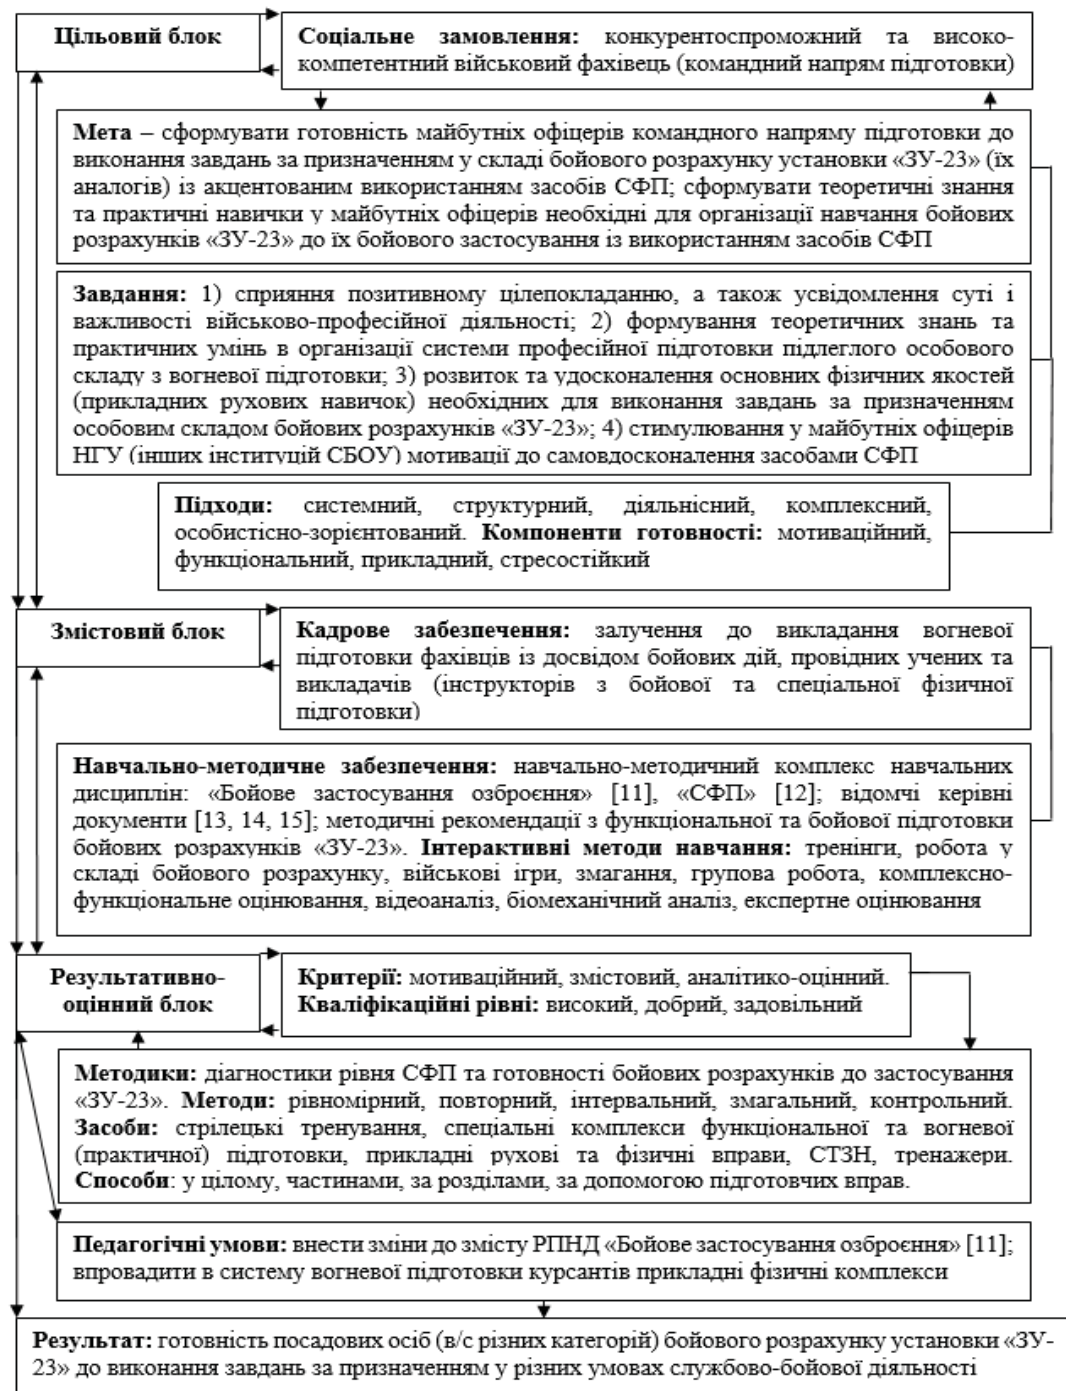 Цільовий блок
Соціальне замовлення: конкурентоспроможний та високо-
компетентний військовий фахівець (командний напрям підготовки)
Мета – сформувати готовність майбутніх офіцерів командного напряму підготовки до
виконання завдань за призначенням у складі бойового розрахунку установки «ЗУ-23» (їх
аналогів) із акцентованим використанням засобів СФП; сформувати теоретичні знання
та практичні навички у майбутніх офіцерів необхідні для організації навчання бойових
розрахунків «ЗУ-23» до їх бойового застосування із використанням засобів СФП
Завдання: 1) сприяння позитивному цілепокладанню, а також усвідомлення суті і
важливості військово-професійної діяльності; 2) формування теоретичних знань та
практичних умінь в організації системи професійної підготовки підлеглого особового
складу з вогневої підготовки; 3) розвиток та удосконалення основних фізичних якостей
(прикладних рухових навичок) необхідних для виконання завдань за призначенням
особовим складом бойових розрахунків «ЗУ-23»; 4) стимулювання у майбутніх офіцерів
НГУ (інших інституцій СБОУ) мотивації до самовдосконалення засобами СФП
Підходи: системний, структурний, діяльнісний, комплексний,
особистісно-зорієнтований. Компоненти готовності: мотиваційний,
функціональний, прикладний, стресостійкий
Змістовий блок
Кадрове забезпечення: залучення до викладання вогневої
підготовки фахівців із досвідом бойових дій, провідних учених та
викладачів (інструкторів з бойової та спеціальної фізичної
підготовки)
Навчально-методичне забезпечення: навчально-методичний комплекс навчальних
дисциплін: «Бойове застосування озброєння» [11], «СФП» [12]; відомчі керівні
документи [13, 14, 15]; методичні рекомендації з функціональної та бойової підготовки
бойових розрахунків «ЗУ-23». Інтерактивні методи навчання: тренінги, робота у
складі бойового розрахунку, військові ігри, змагання, групова робота, комплексно-
функціональне оцінювання, відеоаналіз, біомеханічний аналіз, експертне оцінювання
Результативно-
оцінний блок
Критерії: мотиваційний, змістовий, аналітико-оцінний.
Кваліфікаційні рівні: високий, добрий, задовільний
Методики: діагностики рівня СФП та готовності бойових розрахунків до застосування
«ЗУ-23». Методи: рівномірний, повторний, інтервальний, змагальний, контрольний.
Засоби: стрілецькі тренування, спеціальні комплекси функціональної та вогневої
(практичної) підготовки, прикладні рухові та фізичні вправи, СТЗН, тренажери.
Способи: у цілому, частинами, за розділами, за допомогою підготовчих вправ.
Педагогічні умови: внести зміни до змісту РПНД «Бойове застосування озброєння» [11];
впровадити в систему вогневої підготовки курсантів прикладні фізичні комплекси
Результат: готовність посадових осіб (в/с різних категорій) бойового розрахунку установки «ЗУ-
23» до виконання завдань за призначенням у різних умовах службово-бойової діяльності